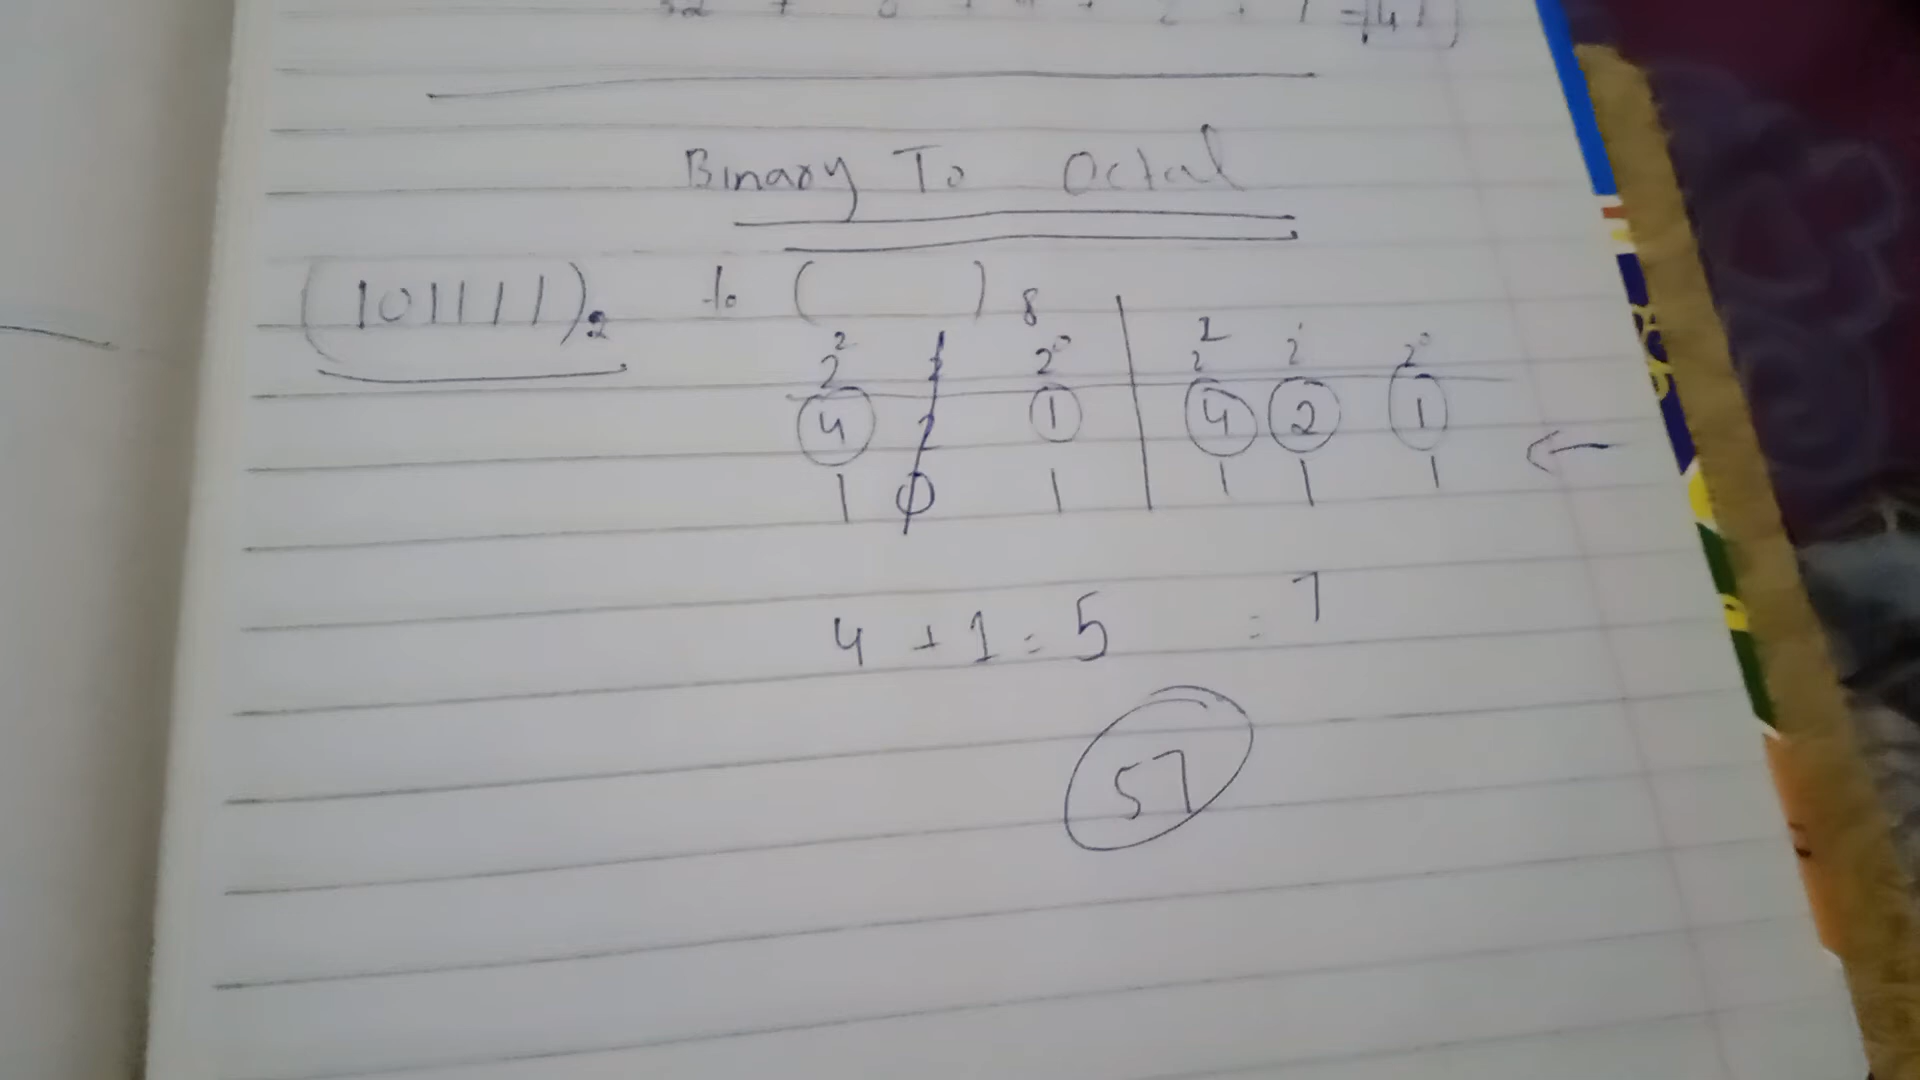 Binary To Octal
(101111)2 to ( ) 8
2² 2⁰ 2² 2¹ 2⁰
4 2 1 4 2 1
1 0 1 1 1 1
4 + 1 = 5 = 7
57